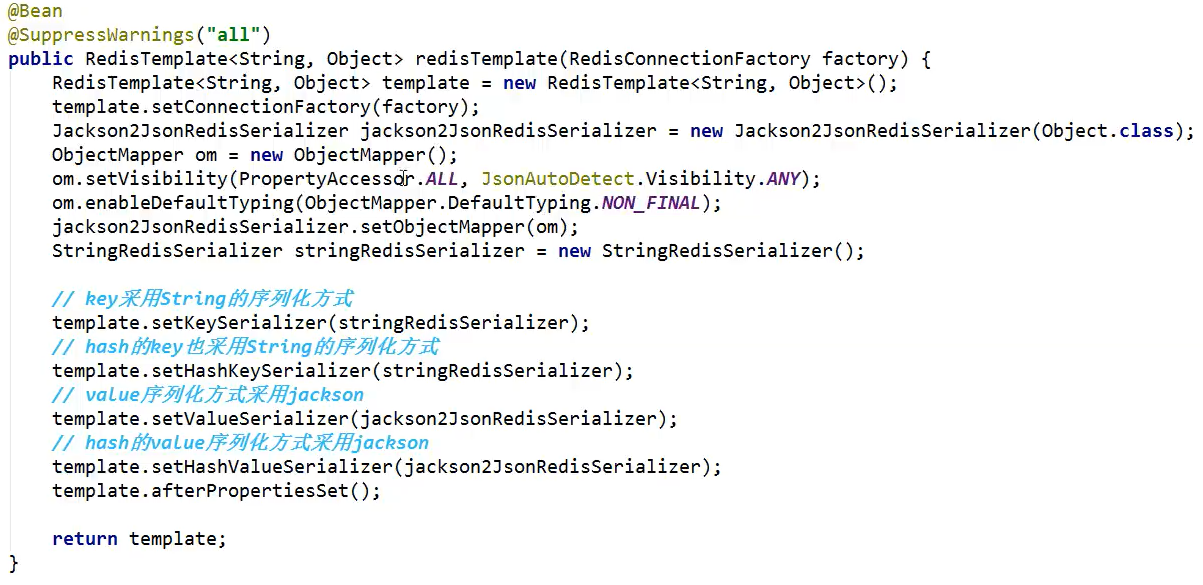 @Bean
@SuppressWarnings("all")
public RedisTemplate<String, Object> redisTemplate(RedisConnectionFactory factory) {
    RedisTemplate<String, Object> template = new RedisTemplate<String, Object>();
    template.setConnectionFactory(factory);
    Jackson2JsonRedisSerializer jackson2JsonRedisSerializer = new Jackson2JsonRedisSerializer(Object.class);
    ObjectMapper om = new ObjectMapper();
    om.setVisibility(PropertyAccessor.ALL, JsonAutoDetect.Visibility.ANY);
    om.enableDefaultTyping(ObjectMapper.DefaultTyping.NON_FINAL);
    jackson2JsonRedisSerializer.setObjectMapper(om);
    StringRedisSerializer stringRedisSerializer = new StringRedisSerializer();
    // key采用String的序列化方式
    template.setKeySerializer(stringRedisSerializer);
    // hash的key也采用String的序列化方式
    template.setHashKeySerializer(stringRedisSerializer);
    // value序列化方式采用jackson
    template.setValueSerializer(jackson2JsonRedisSerializer);
    // hash的value序列化方式采用jackson
    template.setHashValueSerializer(jackson2JsonRedisSerializer);
    template.afterPropertiesSet();
    return template;
}